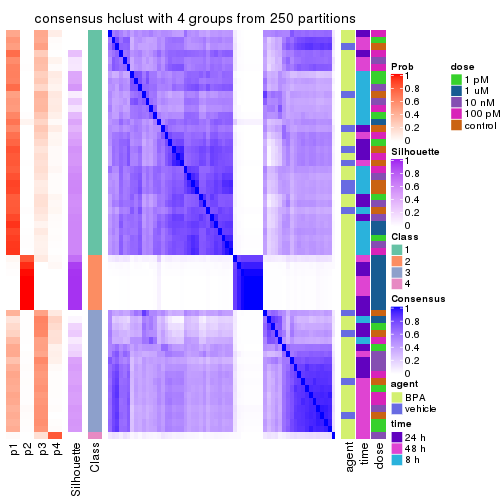 consensus hclust with 4 groups from 250 partitions
Prob
1
0.8
0.6
0.4
0.2
0
dose
1 pM
1 uM
10 nM
100 pM
control
Silhouette
1
0.8
0.6
0.4
0.2
0
Class
1
2
3
4
Consensus
1
0.8
0.6
0.4
0.2
0
agent
BPA
vehicle
time
24 h
48 h
8 h
p1
p2
p3
p4
Silhouette
Class
agent
time
dose